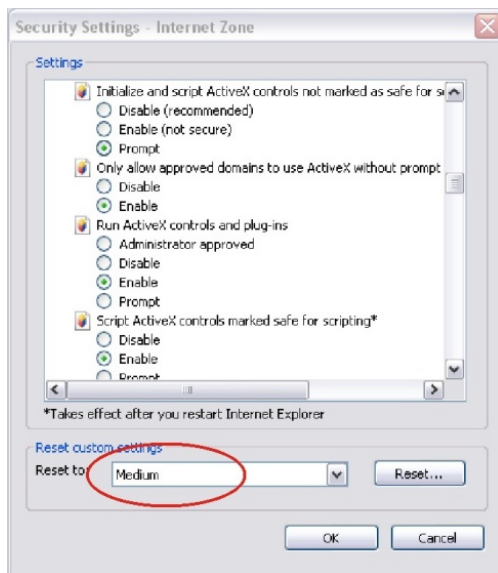 Security Settings - Internet Zone
Settings
Initialize and script ActiveX controls not marked as safe for s
Disable (recommended)
Enable (not secure)
Prompt
Only allow approved domains to use ActiveX without prompt
Disable
Enable
Run ActiveX controls and plug-ins
Administrator approved
Disable
Enable
Prompt
Script ActiveX controls marked safe for scripting*
Disable
Enable
Prompt
*Takes effect after you restart Internet Explorer
Reset custom settings
Reset to: Medium Reset...
OK Cancel